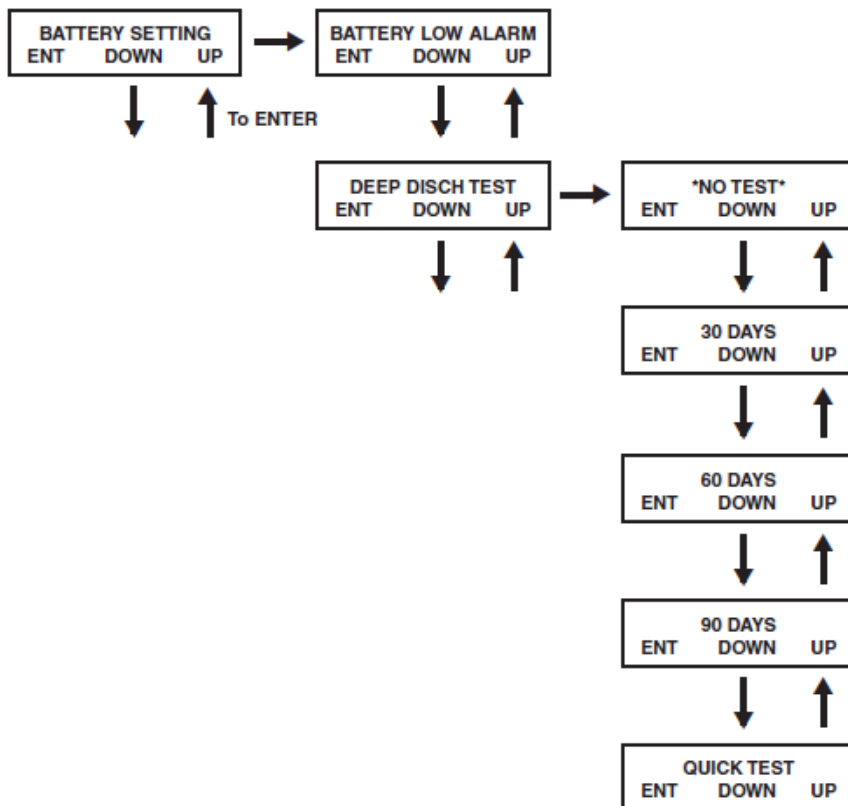 BATTERY SETTING
ENT DOWN UP
BATTERY LOW ALARM
ENT DOWN UP
To ENTER
DEEP DISCH TEST
ENT DOWN UP
*NO TEST*
ENT DOWN UP
30 DAYS
ENT DOWN UP
60 DAYS
ENT DOWN UP
90 DAYS
ENT DOWN UP
QUICK TEST
ENT DOWN UP